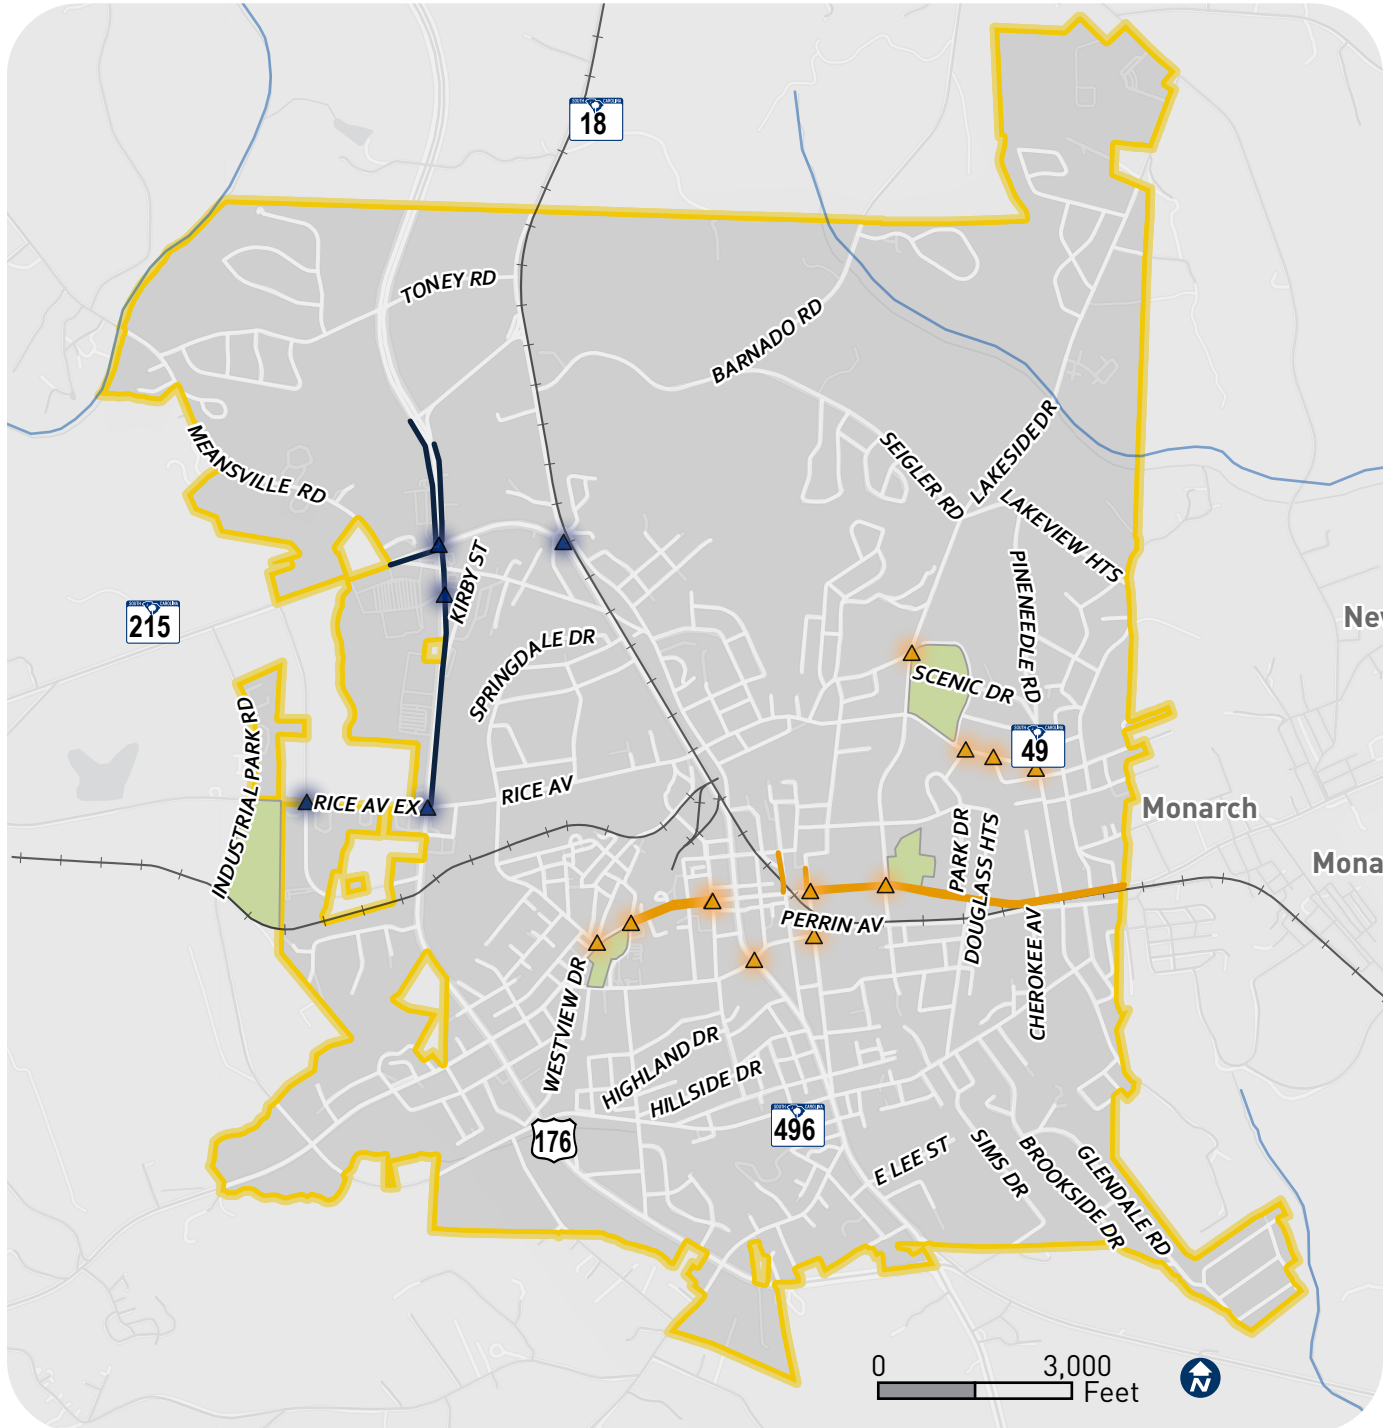 18
TONEY RD
BARNADO RD
MEANSVILLE RD
SEIGLER RD
LAKESIDE DR
LAKEVIEW HTS
KIRBY ST
PINENEEDLE RD
215
New
SPRINGDALE DR
SCENIC DR
INDUSTRIAL PARK RD
49
RICE AV EX
RICE AV
Monarch
PARK DR
DOUGLASS HTS
Mona
PERRIN AV
CHEROKEE AV
WESTVIEW DR
HIGHLAND DR
HILLSIDE DR
176
496
E LEE ST
SIMS DR
BROOKSIDE DR
GLENDALE RD
0 3,000
Feet
N